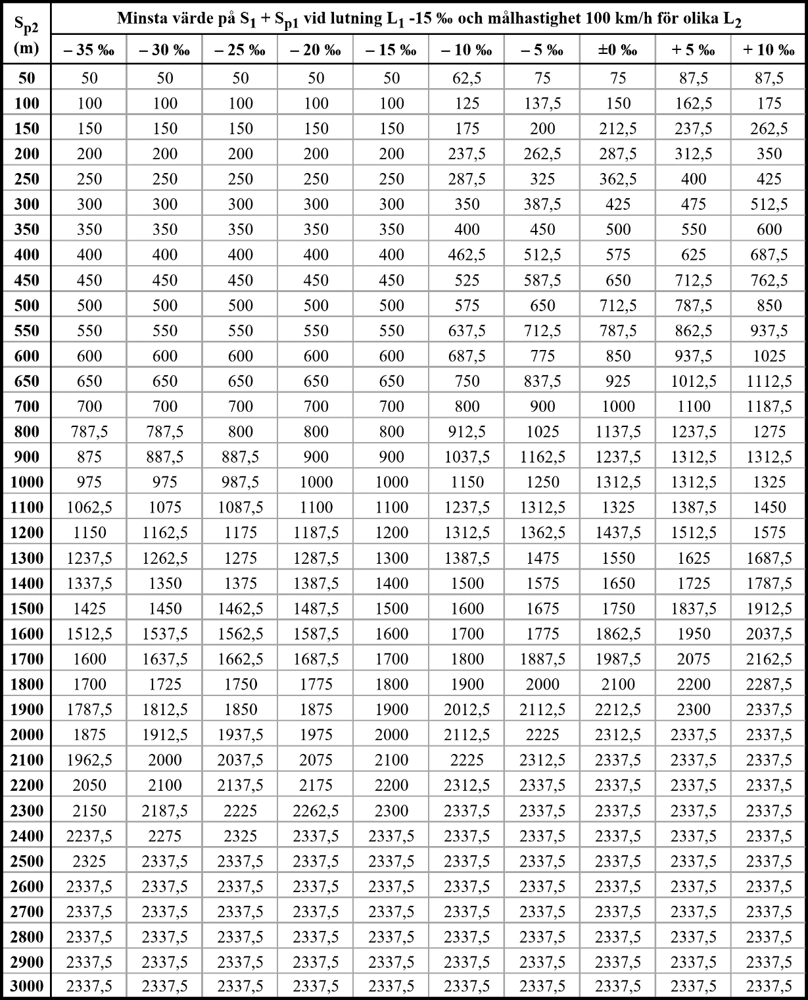 Sp2 (m) Minsta värde på S1 + Sp1 vid lutning L1 -15 ‰ och målhastighet 100 km/h för olika L2
– 35 ‰ – 30 ‰ – 25 ‰ – 20 ‰ – 15 ‰ – 10 ‰ – 5 ‰ ±0 ‰ + 5 ‰ + 10 ‰
50 50 50 50 50 50 62,5 75 75 87,5 87,5
100 100 100 100 100 100 125 137,5 150 162,5 175
150 150 150 150 150 150 175 200 212,5 237,5 262,5
200 200 200 200 200 200 237,5 262,5 287,5 312,5 350
250 250 250 250 250 250 287,5 325 362,5 400 425
300 300 300 300 300 300 350 387,5 425 475 512,5
350 350 350 350 350 350 400 450 500 550 600
400 400 400 400 400 400 462,5 512,5 575 625 687,5
450 450 450 450 450 450 525 587,5 650 712,5 762,5
500 500 500 500 500 500 575 650 712,5 787,5 850
550 550 550 550 550 550 637,5 712,5 787,5 862,5 937,5
600 600 600 600 600 600 687,5 775 850 937,5 1025
650 650 650 650 650 650 750 837,5 925 1012,5 1112,5
700 700 700 700 700 700 800 900 1000 1100 1187,5
800 787,5 787,5 800 800 800 912,5 1025 1137,5 1237,5 1275
900 875 887,5 887,5 900 900 1037,5 1162,5 1237,5 1312,5 1312,5
1000 975 975 987,5 1000 1000 1150 1250 1312,5 1312,5 1325
1100 1062,5 1075 1087,5 1100 1100 1237,5 1312,5 1325 1387,5 1450
1200 1150 1162,5 1175 1187,5 1200 1312,5 1362,5 1437,5 1512,5 1575
1300 1237,5 1262,5 1275 1287,5 1300 1387,5 1475 1550 1625 1687,5
1400 1337,5 1350 1375 1387,5 1400 1500 1575 1650 1725 1787,5
1500 1425 1450 1462,5 1487,5 1500 1600 1675 1750 1837,5 1912,5
1600 1512,5 1537,5 1562,5 1587,5 1600 1700 1775 1862,5 1950 2037,5
1700 1600 1637,5 1662,5 1687,5 1700 1800 1887,5 1987,5 2075 2162,5
1800 1700 1725 1750 1775 1800 1900 2000 2100 2200 2287,5
1900 1787,5 1812,5 1850 1875 1900 2012,5 2112,5 2212,5 2300 2337,5
2000 1875 1912,5 1937,5 1975 2000 2112,5 2225 2312,5 2337,5 2337,5
2100 1962,5 2000 2037,5 2075 2100 2225 2312,5 2337,5 2337,5 2337,5
2200 2050 2100 2137,5 2175 2200 2312,5 2337,5 2337,5 2337,5 2337,5
2300 2150 2187,5 2225 2262,5 2300 2337,5 2337,5 2337,5 2337,5 2337,5
2400 2237,5 2275 2325 2337,5 2337,5 2337,5 2337,5 2337,5 2337,5 2337,5
2500 2325 2337,5 2337,5 2337,5 2337,5 2337,5 2337,5 2337,5 2337,5 2337,5
2600 2337,5 2337,5 2337,5 2337,5 2337,5 2337,5 2337,5 2337,5 2337,5 2337,5
2700 2337,5 2337,5 2337,5 2337,5 2337,5 2337,5 2337,5 2337,5 2337,5 2337,5
2800 2337,5 2337,5 2337,5 2337,5 2337,5 2337,5 2337,5 2337,5 2337,5 2337,5
2900 2337,5 2337,5 2337,5 2337,5 2337,5 2337,5 2337,5 2337,5 2337,5 2337,5
3000 2337,5 2337,5 2337,5 2337,5 2337,5 2337,5 2337,5 2337,5 2337,5 2337,5